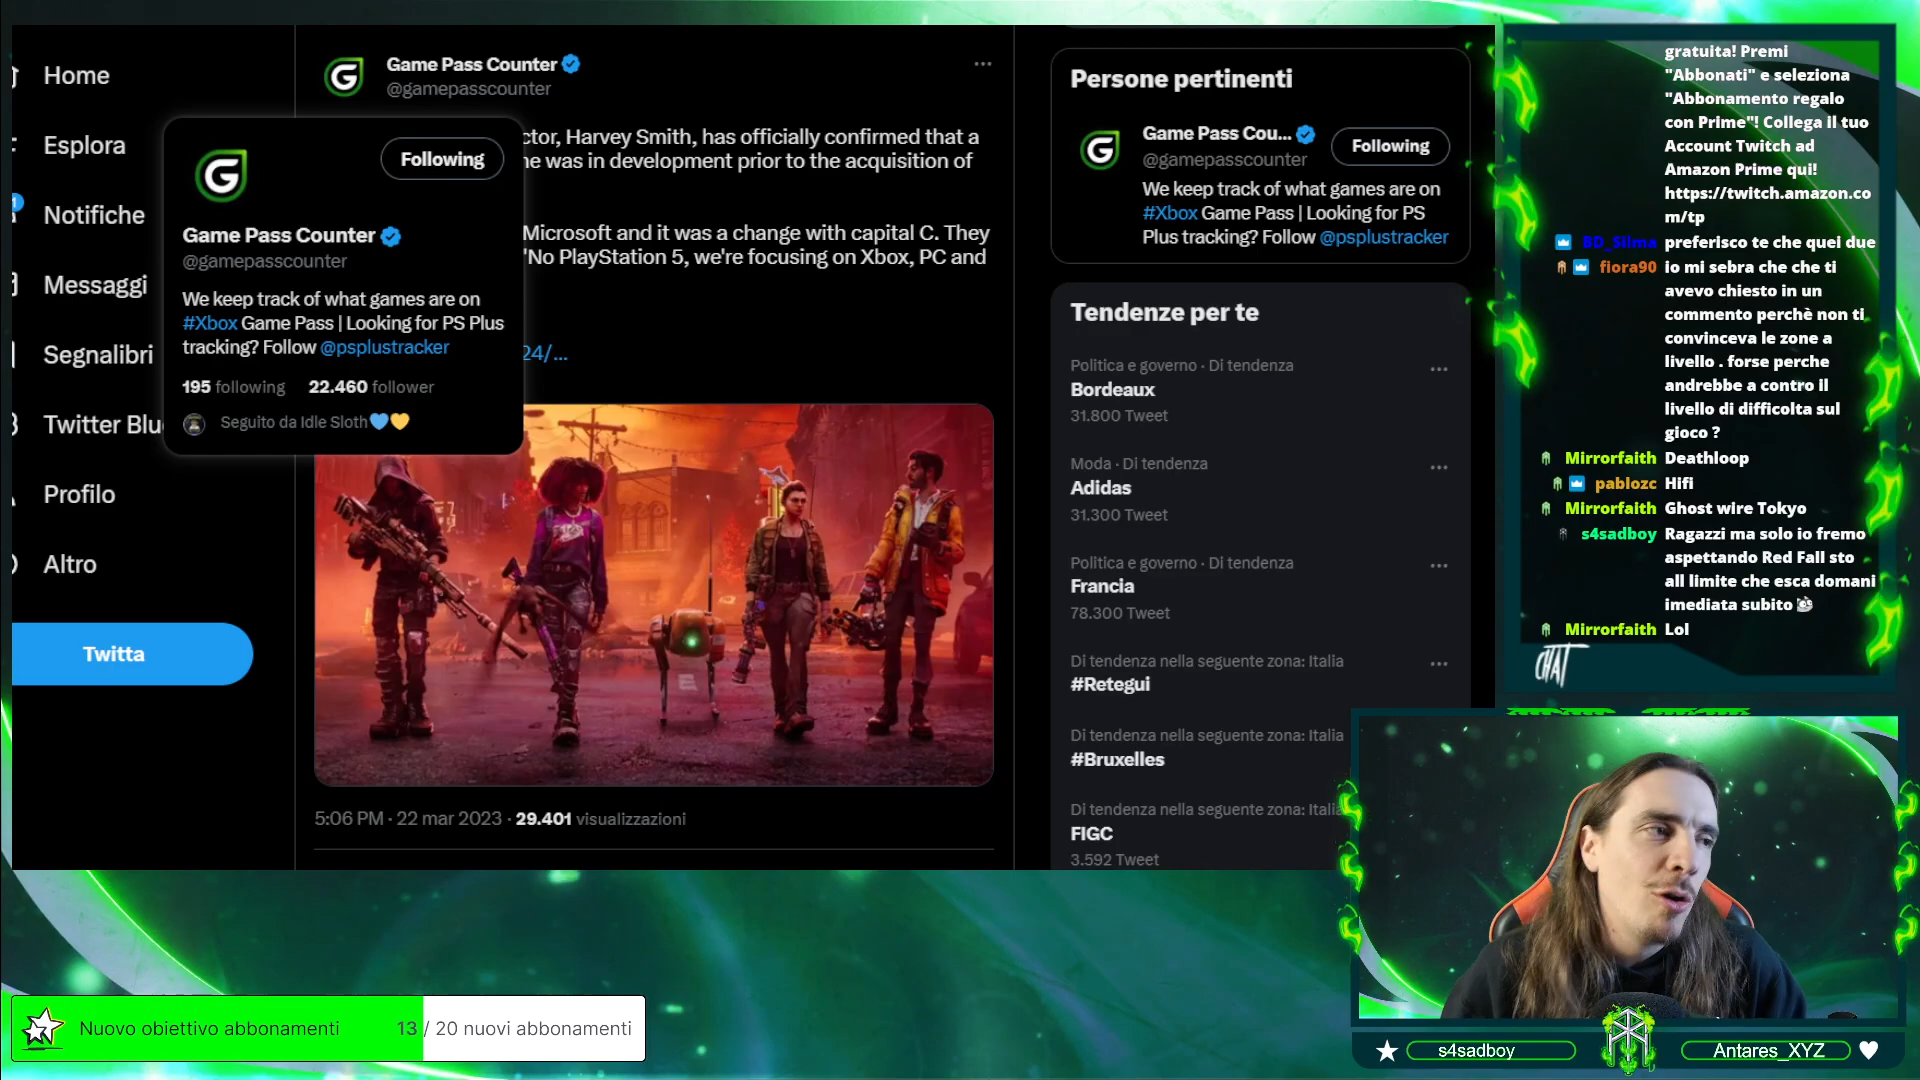 Home
Esplora
Notifiche
Messaggi
Segnalibri
Twitter Blu
Profilo
Altro
Twitta
Game Pass Counter
@gamepasscounter
ctor, Harvey Smith, has officially confirmed that a
was in development prior to the acquisition of
Microsoft and it was a change with capital C. They
'No PlayStation 5, we're focusing on Xbox, PC and
24/...
Following
Game Pass Counter
@gamepasscounter
We keep track of what games are on
#Xbox Game Pass | Looking for PS Plus
tracking? Follow @psplustracker
195 following 22.460 follower
Seguito da Idle Sloth💙💛
5:06 PM · 22 mar 2023 · 29.401 visualizzazioni
Persone pertinenti
Game Pass Cou...
@gamepasscounter
Following
We keep track of what games are on
#Xbox Game Pass | Looking for PS
Plus tracking? Follow @psplustracker
Tendenze per te
Politica e governo · Di tendenza
Bordeaux
31.800 Tweet
Moda · Di tendenza
Adidas
31.300 Tweet
Politica e governo · Di tendenza
Francia
78.300 Tweet
Di tendenza nella seguente zona: Italia
#Retegui
Di tendenza nella seguente zona: Italia
#Bruxelles
Di tendenza nella seguente zona: Italia
FIGC
3.592 Tweet
gratuita! Premi
"Abbonati" e seleziona
"Abbonamento regalo
con Prime"! Collega il tuo
Account Twitch ad
Amazon Prime qui!
https://twitch.amazon.co
m/tp
BD_Silma preferisco te che quei due
fiora90 io mi sebra che che ti
avevo chiesto in un
commento perchè non ti
convinceva le zone a
livello . forse perche
andrebbe a contro il
livello di difficolta sul
gioco ?
Mirrorfaith Deathloop
pablozc Hifi
Mirrorfaith Ghost wire Tokyo
s4sadboy Ragazzi ma solo io fremo
aspettando Red Fall sto
all limite che esca domani
imediata subito
Mirrorfaith Lol
CHAT
Nuovo obiettivo abbonamenti 13 / 20 nuovi abbonamenti
s4sadboy
Antares_XYZ